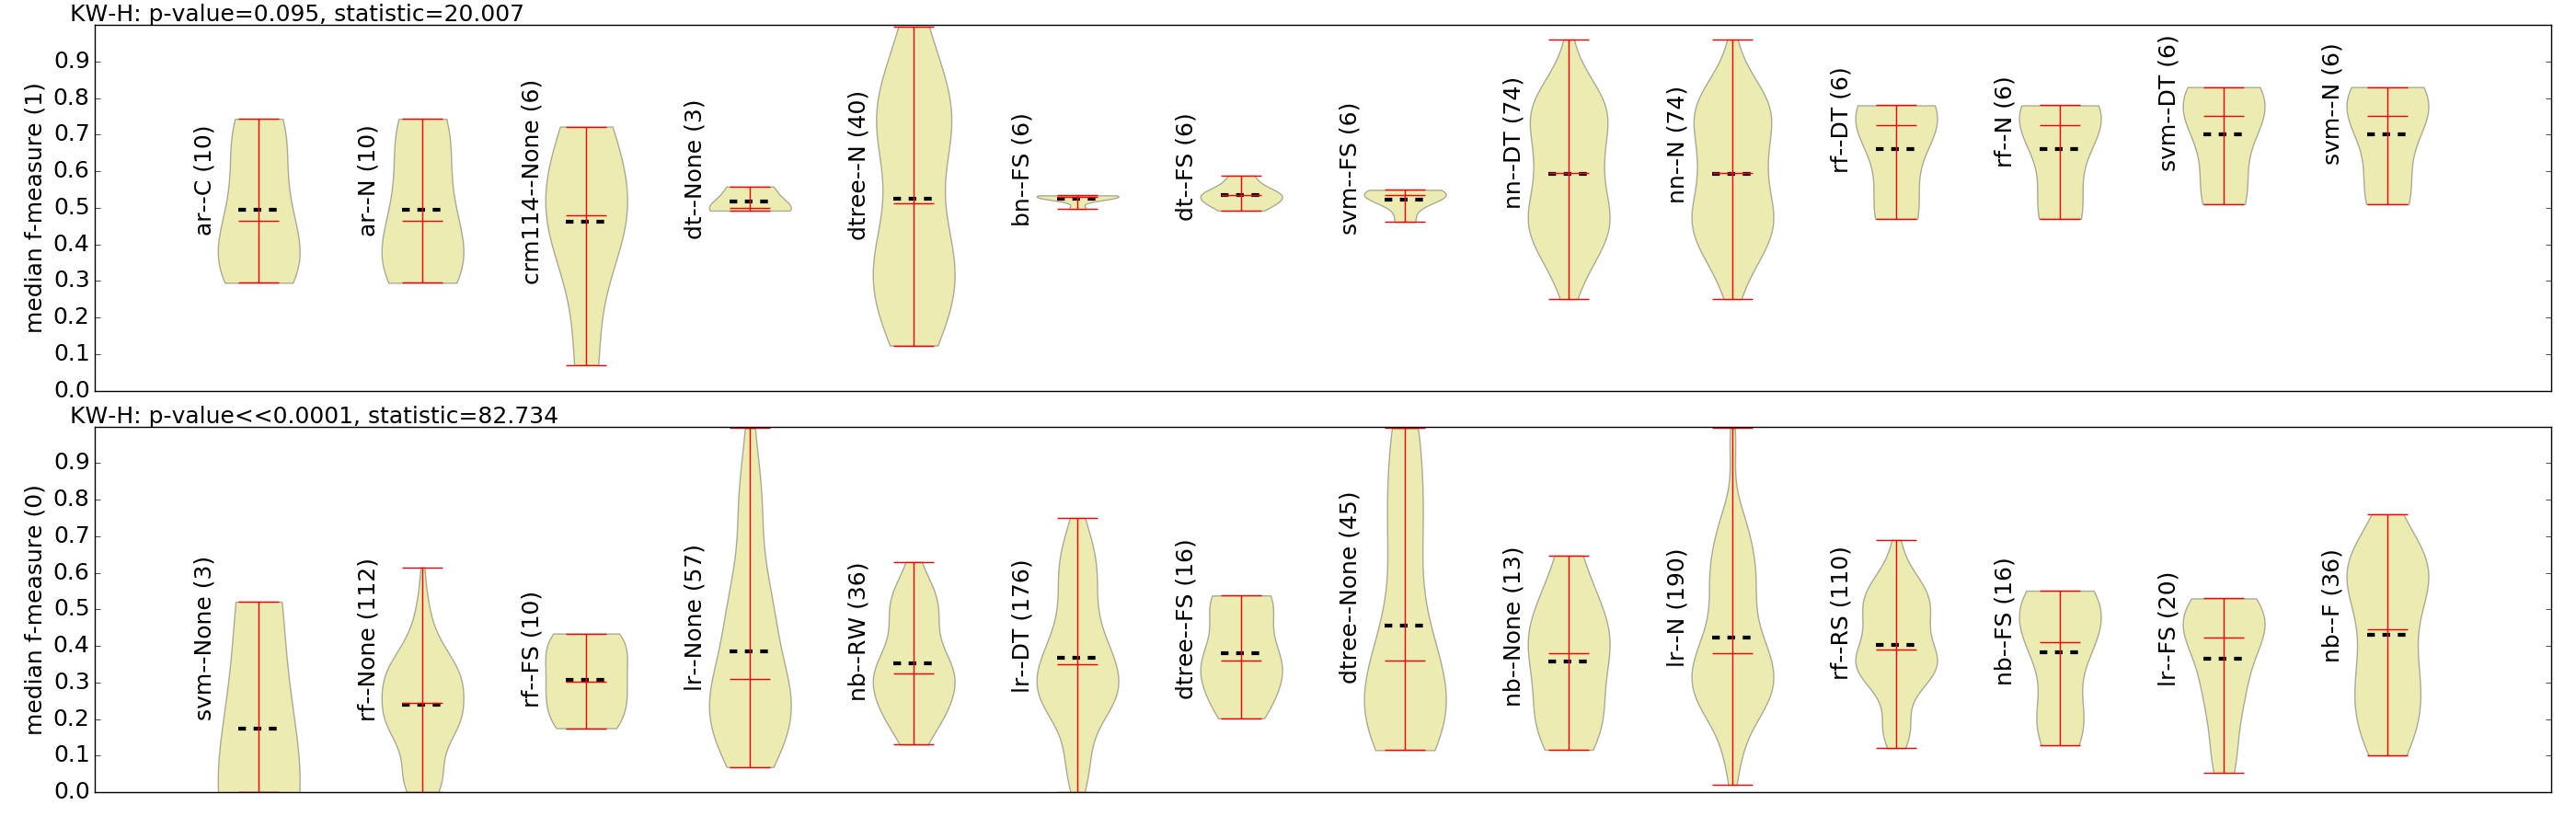 KW-H: p-value=0.095, statistic=20.007
median f-measure (1)
0.9
0.8
0.7
0.6
0.5
0.4
0.3
0.2
0.1
0.0
ar--C (10)
ar--N (10)
crm114--None (6)
dt--None (3)
dtree--N (40)
bn--FS (6)
dt--FS (6)
svm--FS (6)
nn--DT (74)
nn--N (74)
rf--DT (6)
rf--N (6)
svm--DT (6)
svm--N (6)
KW-H: p-value<<0.0001, statistic=82.734
median f-measure (0)
0.9
0.8
0.7
0.6
0.5
0.4
0.3
0.2
0.1
0.0
svm--None (3)
rf--None (112)
rf--FS (10)
lr--None (57)
nb--RW (36)
lr--DT (176)
dtree--FS (16)
dtree--None (45)
nb--None (13)
lr--N (190)
rf--RS (110)
nb--FS (16)
lr--FS (20)
nb--F (36)